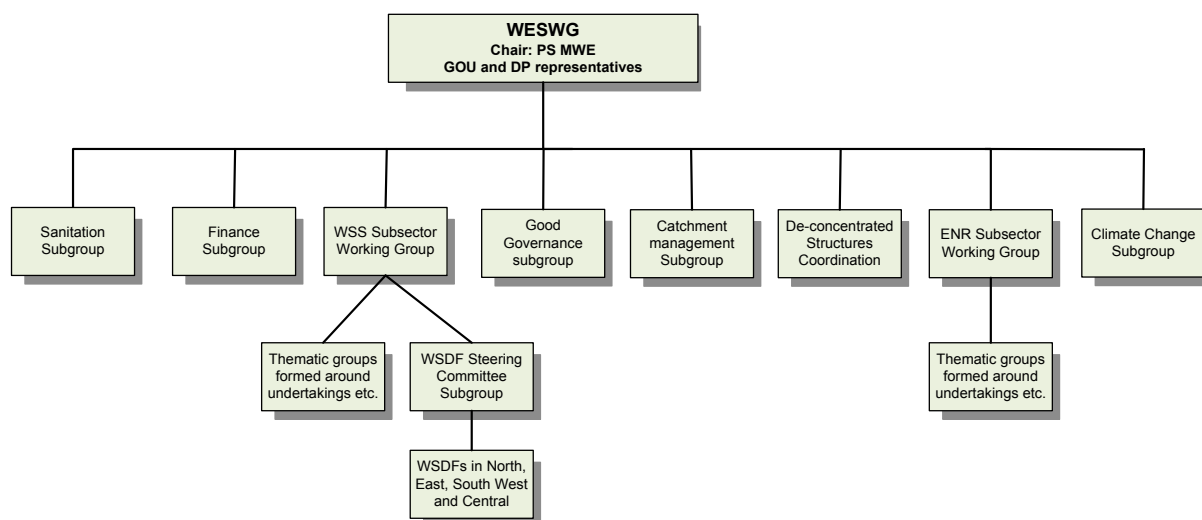 WESWG
Chair: PS MWE
GOU and DP representatives
Sanitation
Subgroup
Finance
Subgroup
WSS Subsector
Working Group
Good
Governance
subgroup
Catchment
management
Subgroup
De-concentrated
Structures
Coordination
ENR Subsector
Working Group
Climate Change
Subgroup
Thematic groups
formed around
undertakings etc.
WSDF Steering
Committee
Subgroup
Thematic groups
formed around
undertakings etc.
WSDFs in North,
East, South West
and Central